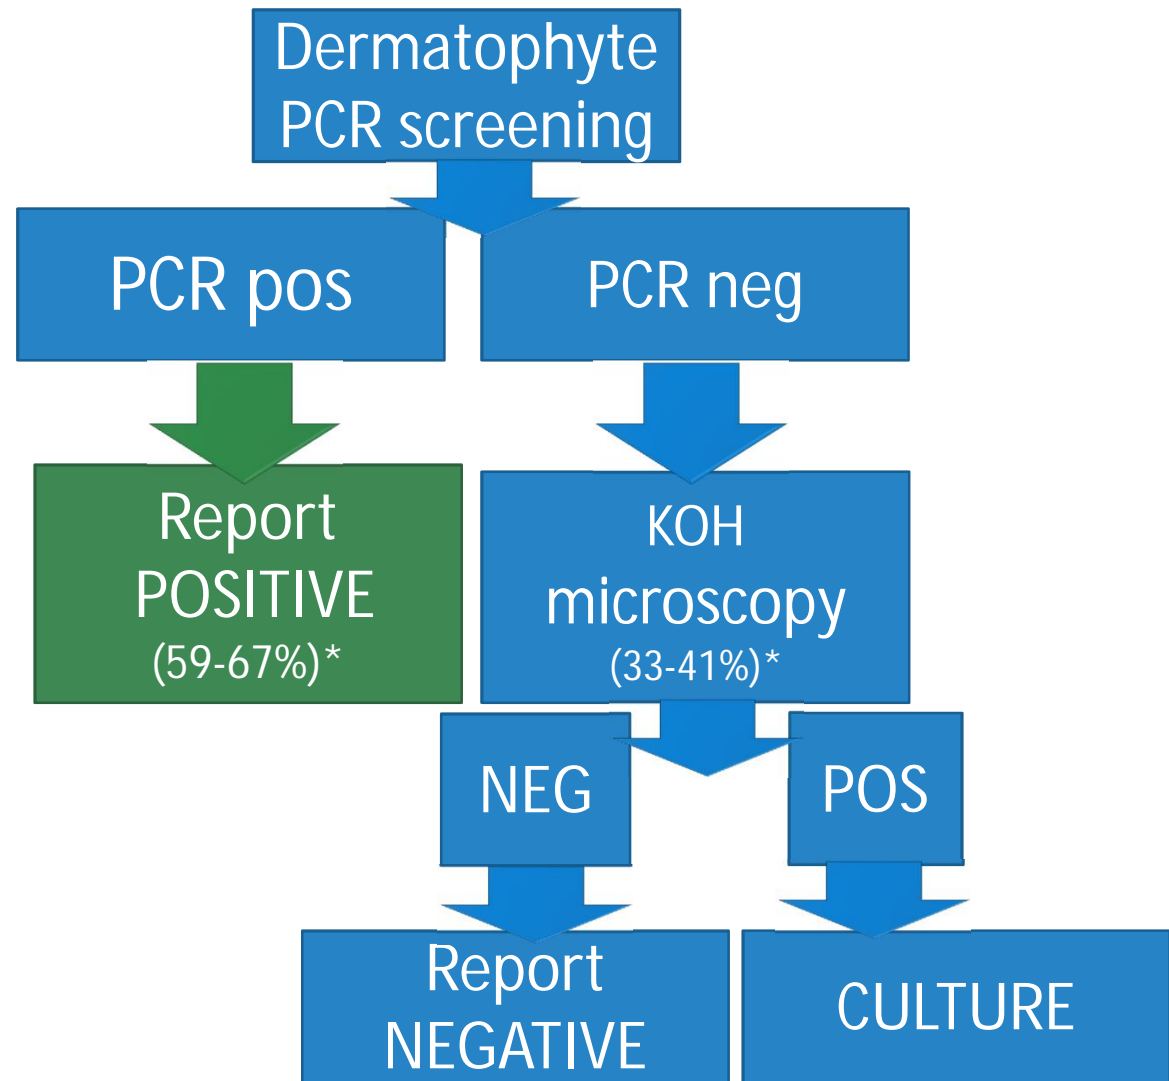 Dermatophyte
PCR screening
PCR pos
PCR neg
Report
POSITIVE
(59-67%)*
KOH
microscopy
(33-41%)*
NEG
POS
Report
NEGATIVE
CULTURE